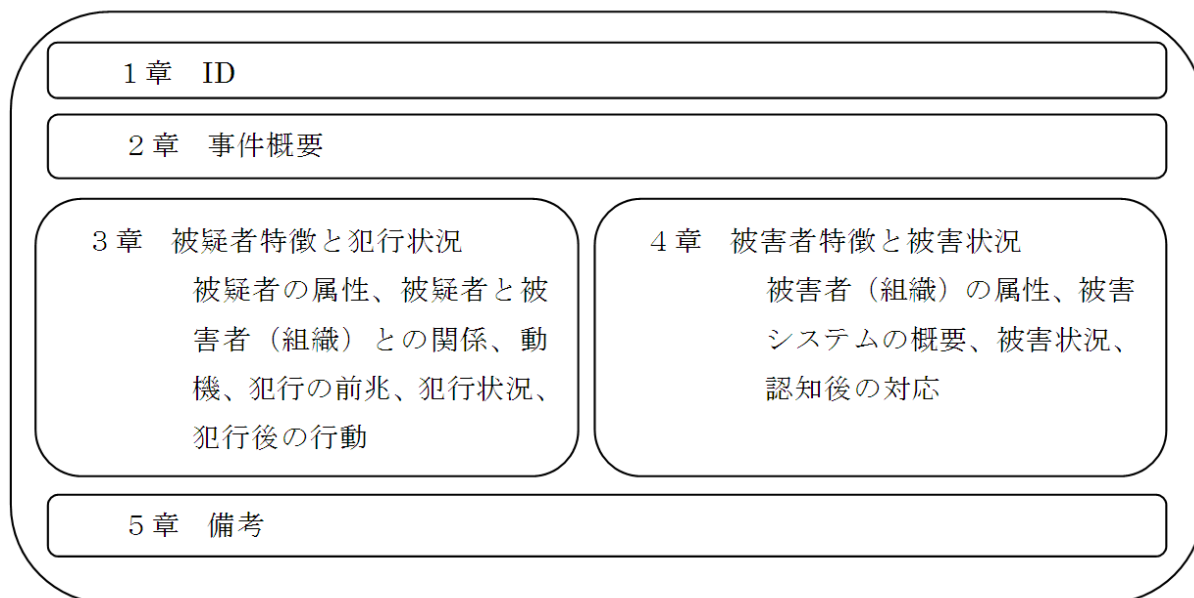 1章 ID
2章 事件概要
3章 被疑者特徴と犯行状況
被疑者の属性、被疑者と被
害者（組織）との関係、動
機、犯行の前兆、犯行状況、
犯行後の行動
4章 被害者特徴と被害状況
被害者（組織）の属性、被害
システムの概要、被害状況、
認知後の対応
5章 備考